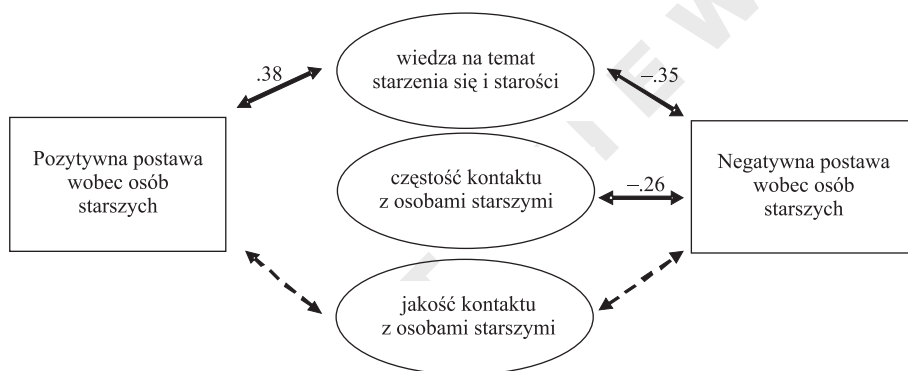 wiedza na temat
starzenia się i starości
.38
–.35
Pozytywna postawa
wobec osób
starszych
częstość kontaktu
z osobami starszymi
–.26
Negatywna postawa
wobec osób
starszych
jakość kontaktu
z osobami starszymi